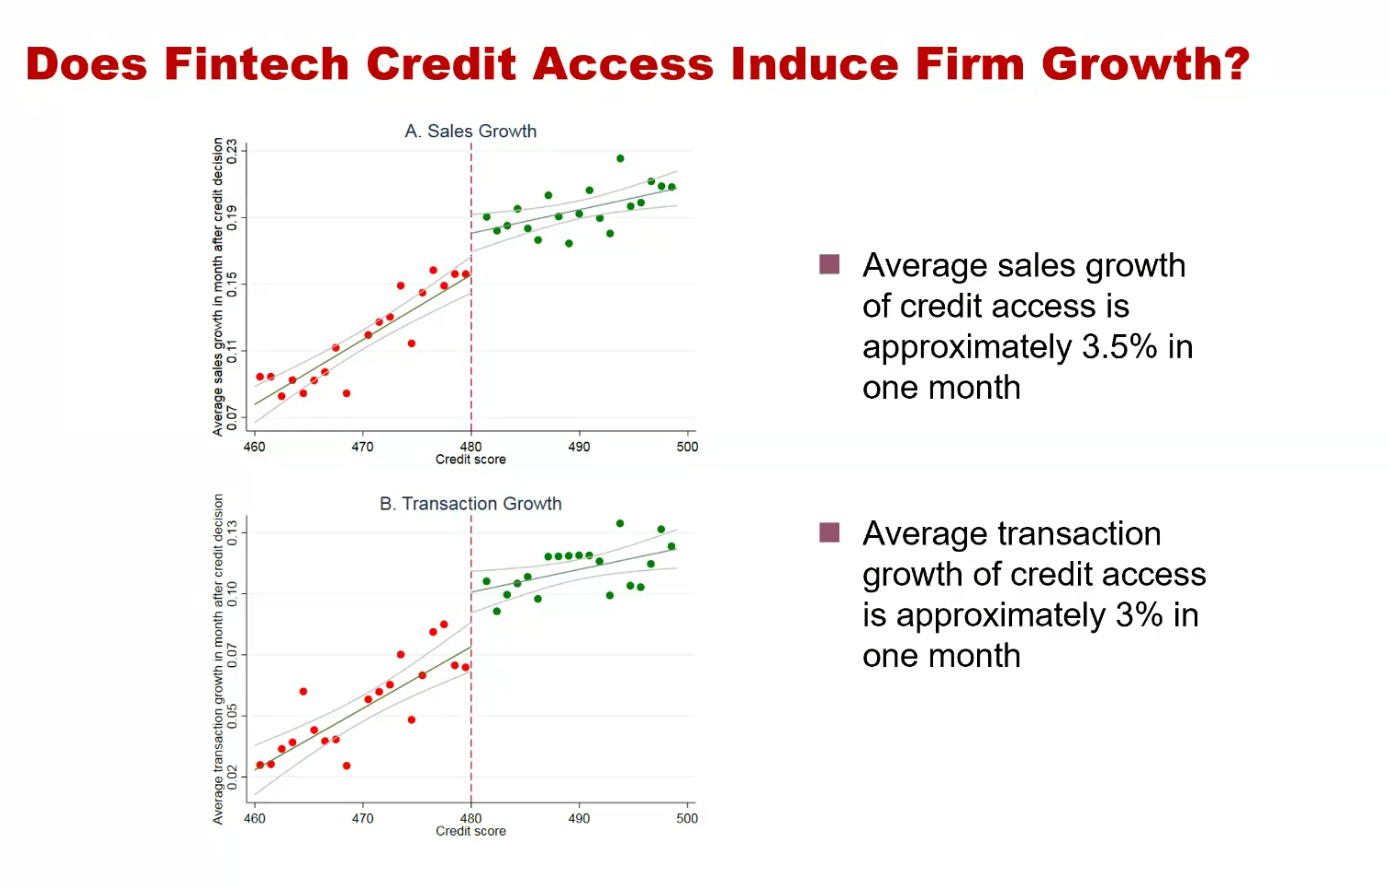 Does Fintech Credit Access Induce Firm Growth?
A. Sales Growth
Average sales growth in month after credit decision
0.23
0.19
0.15
0.11
0.07
460 470 480 490 500
Credit score
Average sales growth
of credit access is
approximately 3.5% in
one month
B. Transaction Growth
Average transaction growth in month after credit decision
0.13
0.10
0.07
0.05
0.02
460 470 480 490 500
Credit score
Average transaction
growth of credit access
is approximately 3% in
one month